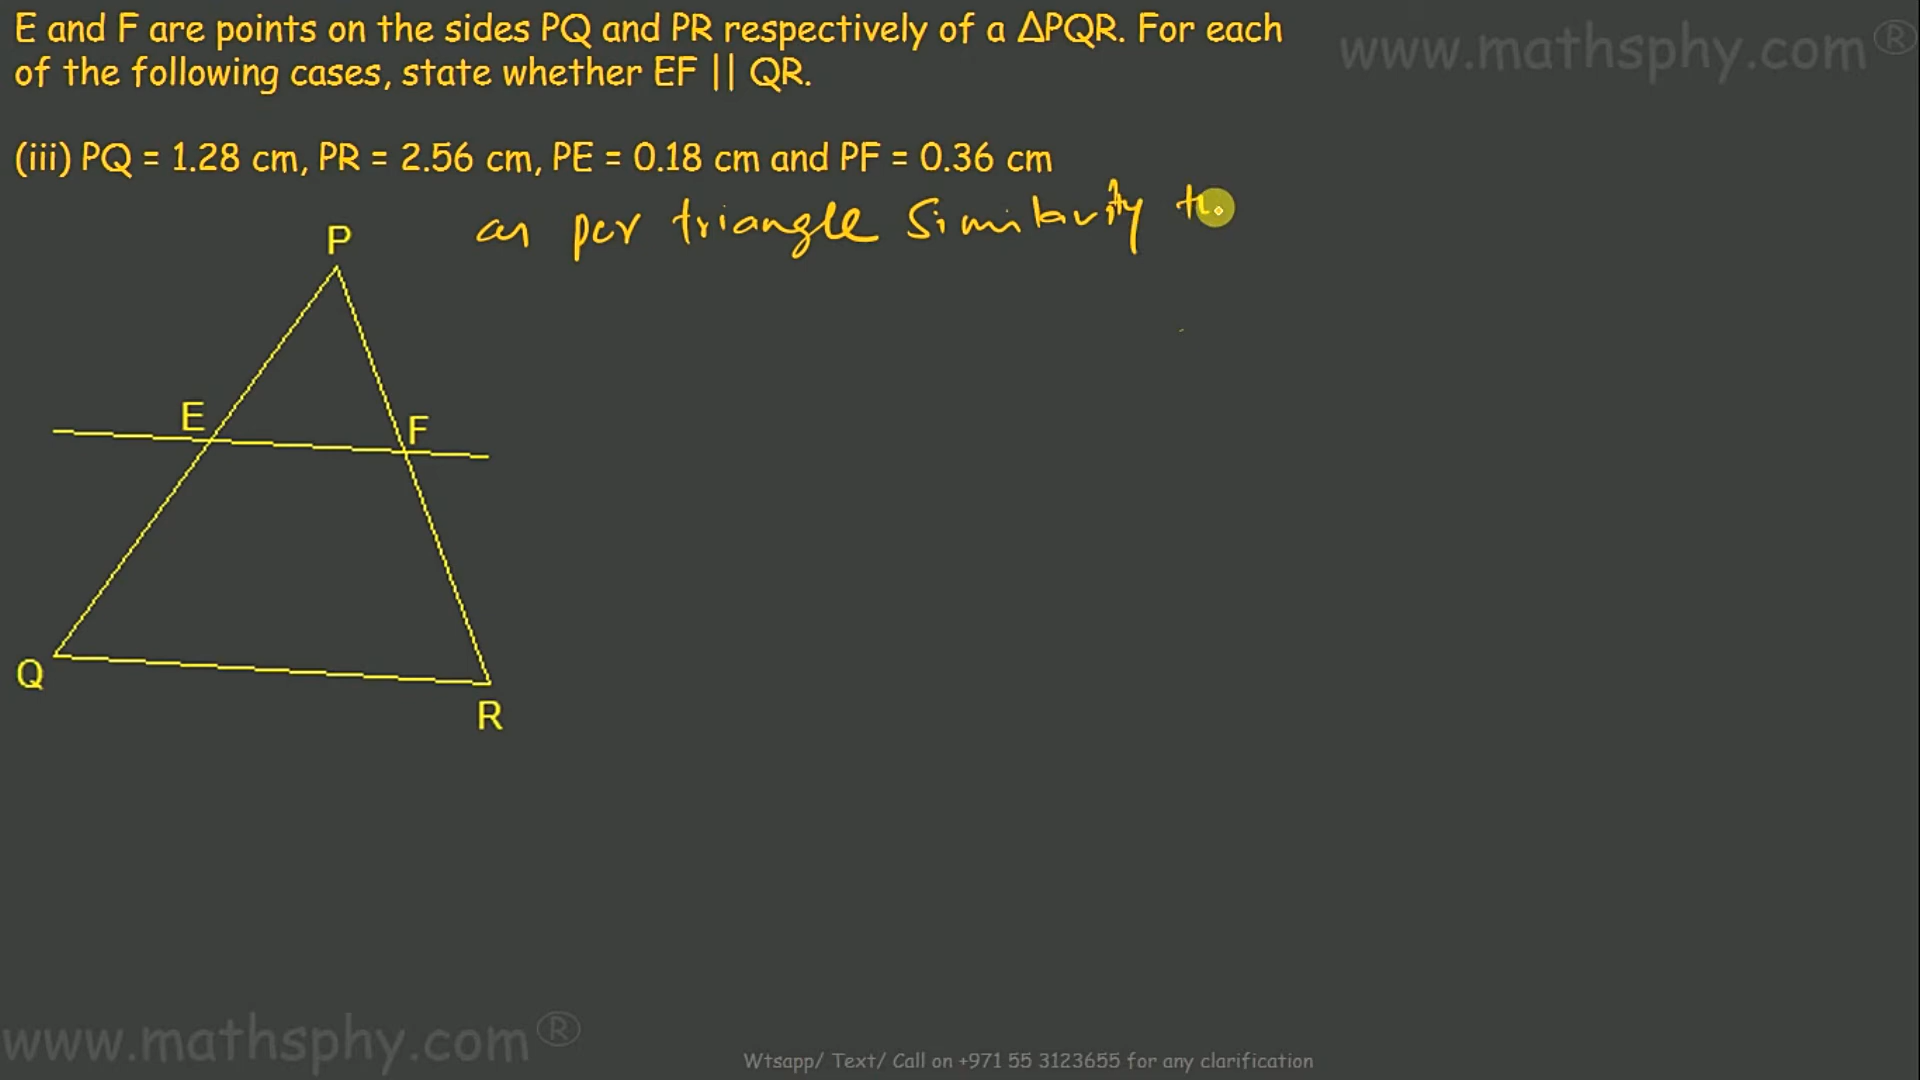 E and F are points on the sides PQ and PR respectively of a ΔPQR. For each
www.mathsphy.com®
of the following cases, state whether EF || QR.
(iii) PQ = 1.28 cm, PR = 2.56 cm, PE = 0.18 cm and PF = 0.36 cm
as per triangle similarity
P
E
F
Q
R
www.mathsphy.com®
Wtsapp/ Text/ Call on +971 55 3123655 for any clarification